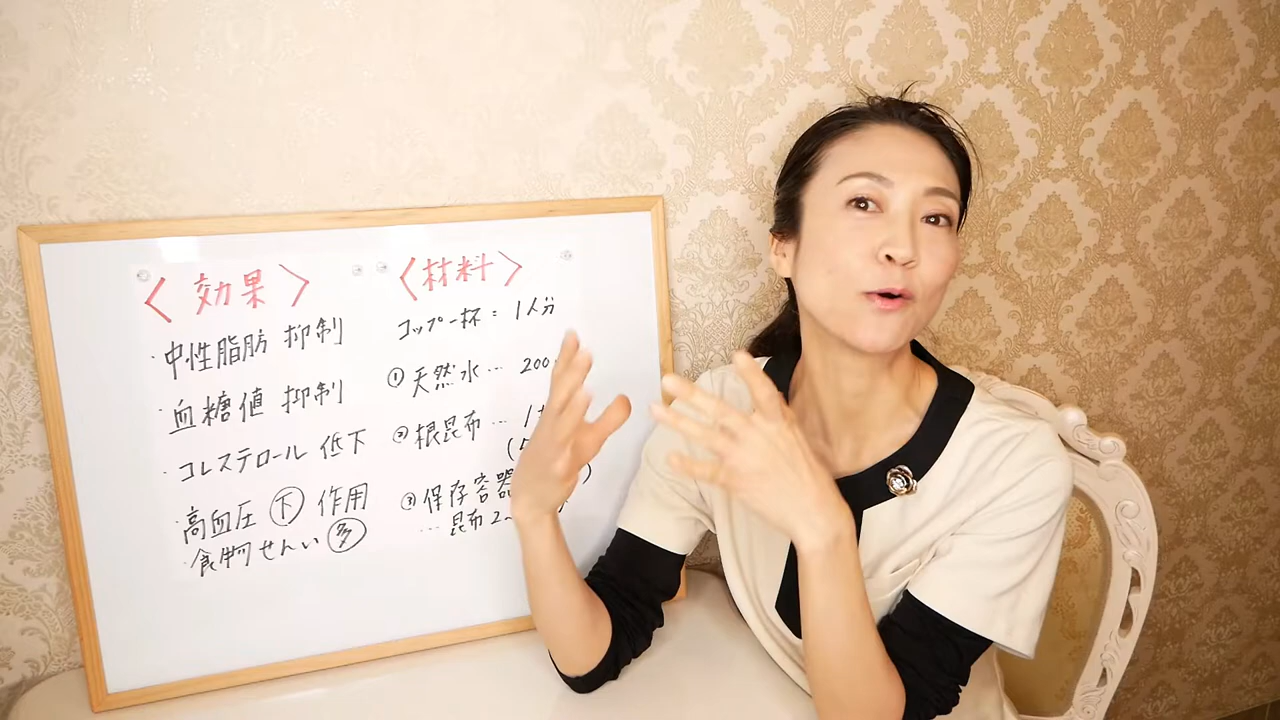 〈効果〉
・中性脂肪 抑制
・血糖値 抑制
・コレステロール 低下
・高血圧 下 作用
・食物せんい 多
〈材料〉
コップ一杯 = 1人分
① 天然水… 200
② 根昆布… 1
(5
③ 保存容器
… 昆布2~